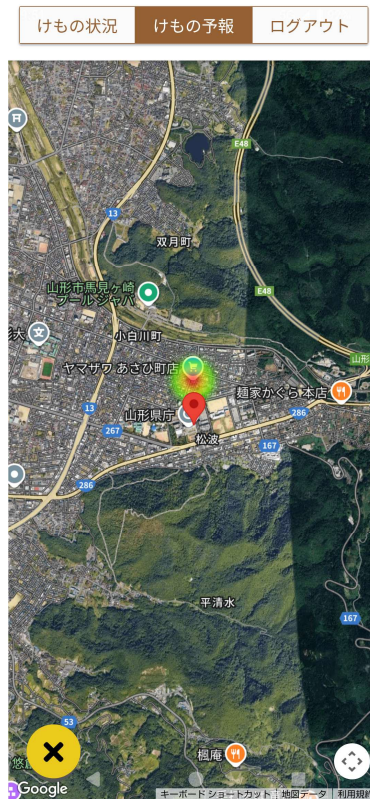 けもの状況
けもの予報
ログアウト
E48
13
双月町
E48
山形市馬見ヶ崎
プール ジャバ
小白川町
山形
ヤマザワ あさひ町店
麺家かぐら 本店
13
山形県庁
286
267
松波
167
286
平清水
167
53
楓庵
Google
キーボード ショートカット
地図データ
利用規約